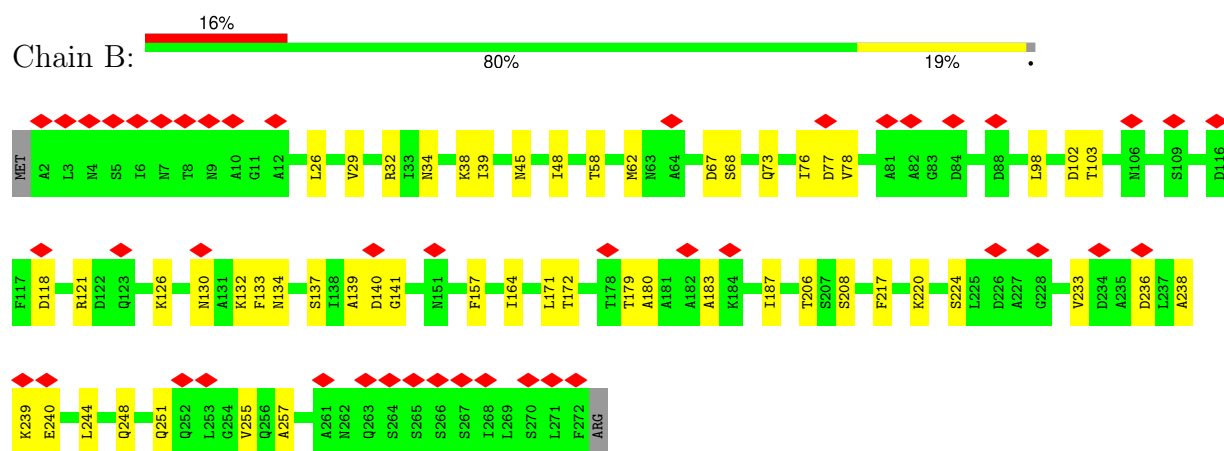 16%
Chain B:
80% 19% •
MET A2 L3 N4 S5 I6 N7 T8 N9 A10 G11 A12 L26 V29 R32 I33 N34 K38 I39 N45 I48 T58 M62 N63 A64 D67 S68 Q73 I76 D77 V78 A81 A82 G83 D84 D88 L98 D102 T103 N106 S109 D116
F117 D118 R121 D122 Q123 K126 N130 A131 K132 F133 N134 S137 I138 A139 D140 G141 N151 F157 I164 L171 T172 T178 T179 A180 A181 A182 A183 K184 I187 T206 S207 S208 F217 K220 S224 L225 D226 A227 G228 V233 D234 A235 D236 L237 A238
K239 E240 L244 Q248 Q251 Q252 L253 G254 V255 Q256 A257 A261 N262 Q263 S264 S265 S266 S267 I268 L269 S270 L271 F272 ARG